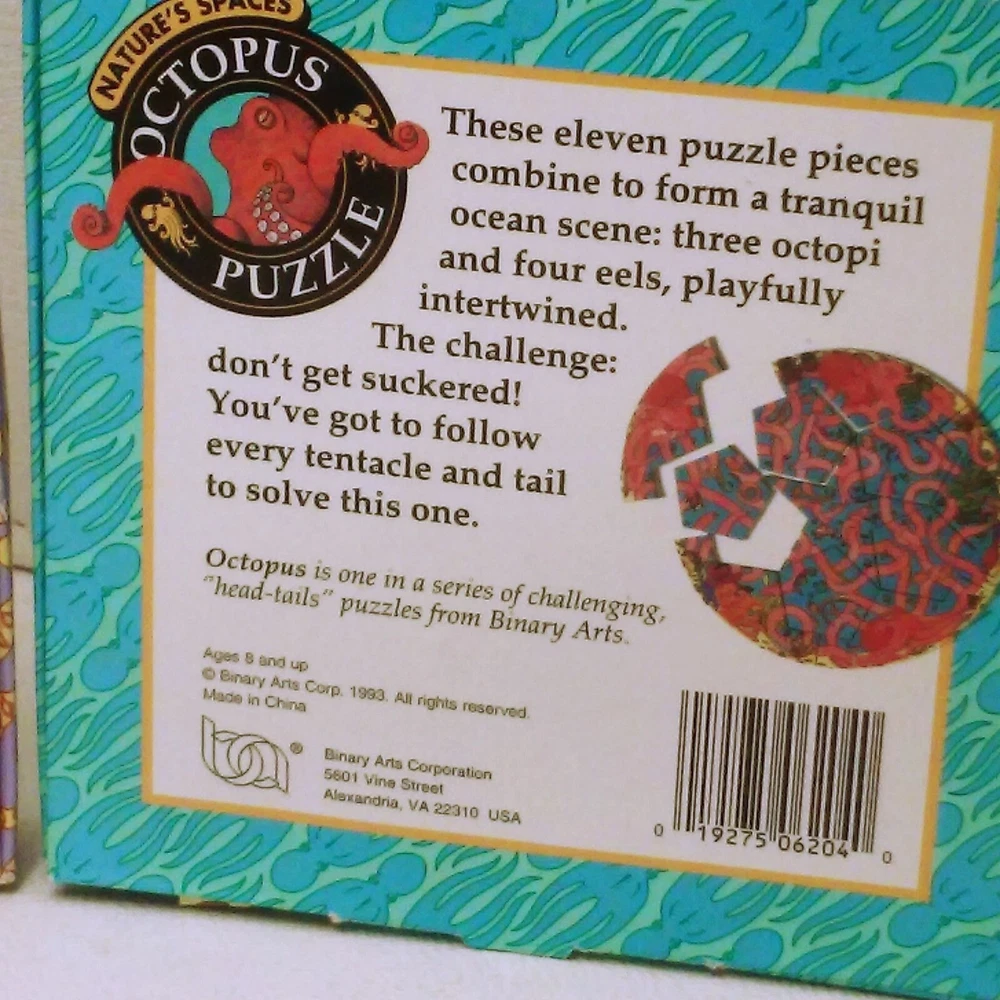 NATURE'S SPACES
OCTOPUS
PUZZLE
These eleven puzzle pieces
combine to form a tranquil
ocean scene: three octopi
and four eels, playfully
intertwined.
The challenge:
don't get suckered!
You've got to follow
every tentacle and tail
to solve this one.
Octopus is one in a series of challenging,
"head-tails" puzzles from Binary Arts.
Ages 8 and up
© Binary Arts Corp. 1993. All rights reserved.
Made in China
ba®
Binary Arts Corporation
5601 Vine Street
Alexandria, VA 22310 USA
0 19275 06204 0